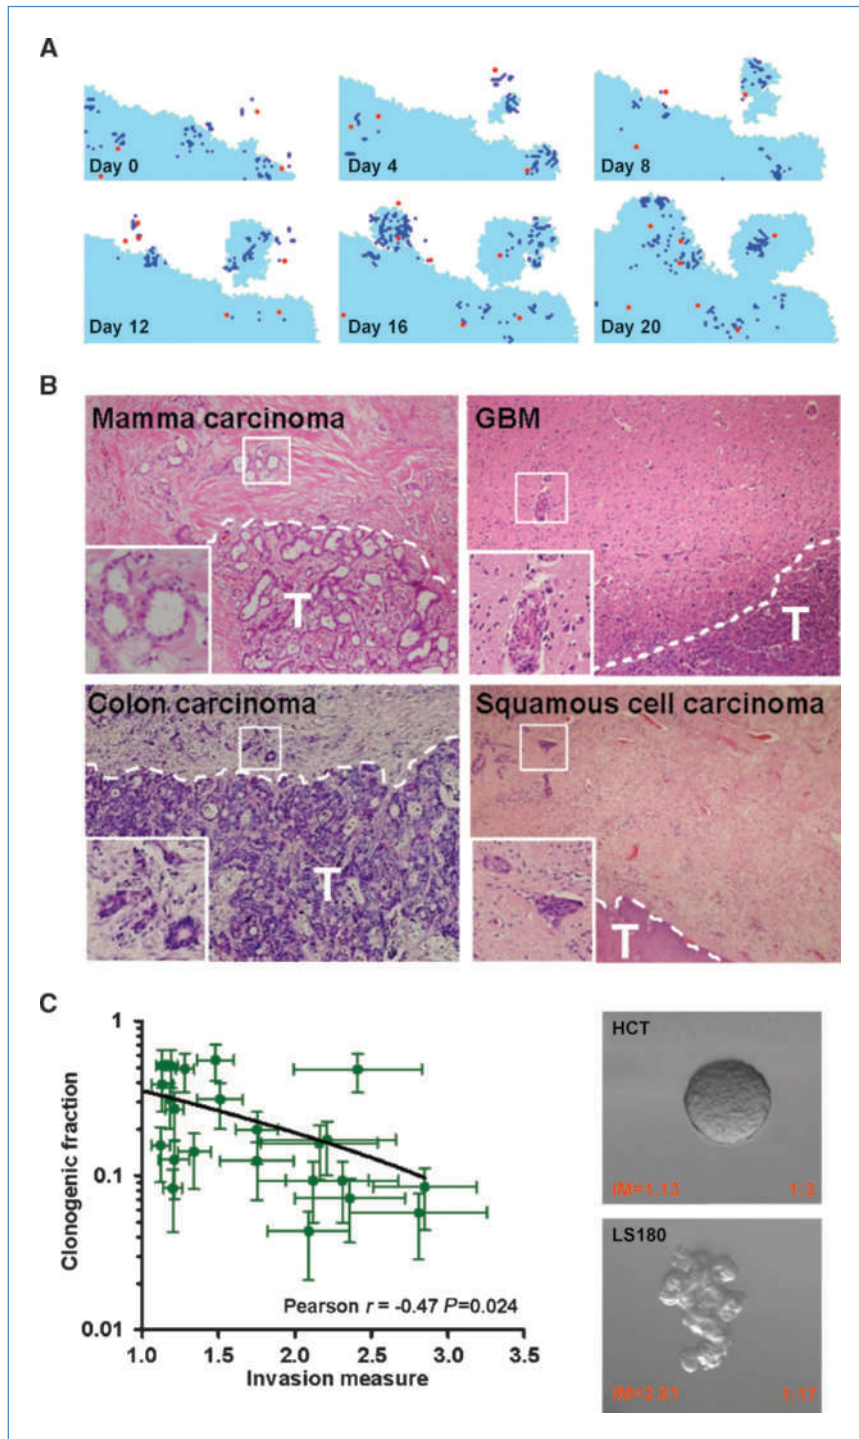 A
Day 0
Day 4
Day 8
Day 12
Day 16
Day 20
B
Mamma carcinoma
GBM
T
T
Colon carcinoma
Squamous cell carcinoma
T
T
C
1
0.1
0.01
Clonogenic fraction
1.0 1.5 2.0 2.5 3.0 3.5
Invasion measure
Pearson r = -0.47 P=0.024
HCT
IM=1.13 1:3
LS180
IM=2.81 1:17